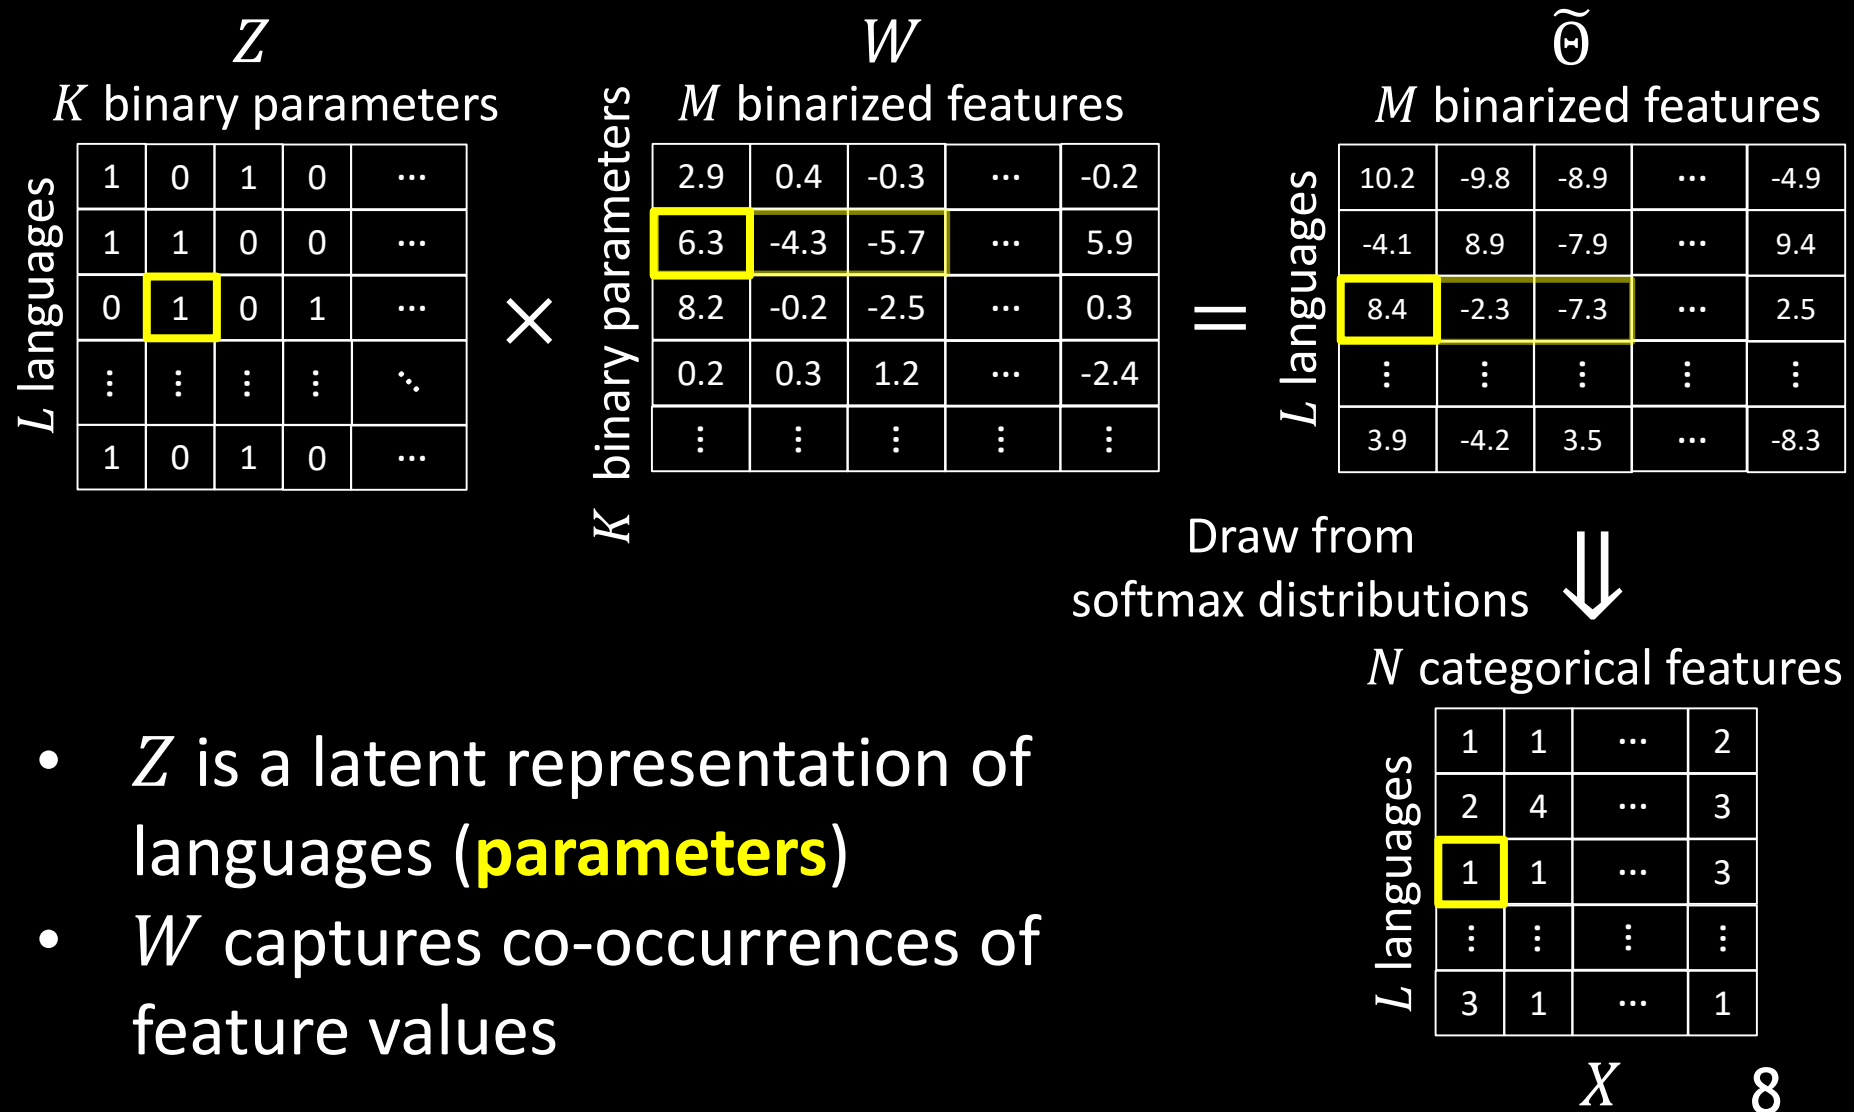 Z
K binary parameters
L languages
1 0 1 0 ⋯
1 1 0 0 ⋯
0 1 0 1 ⋯
⋮ ⋮ ⋮ ⋮ ⋱
1 0 1 0 ⋯
×
W
M binarized features
K binary parameters
2.9 0.4 -0.3 ⋯ -0.2
6.3 -4.3 -5.7 ⋯ 5.9
8.2 -0.2 -2.5 ⋯ 0.3
0.2 0.3 1.2 ⋯ -2.4
⋮ ⋮ ⋮ ⋮ ⋮
=
Θ̃
M binarized features
L languages
10.2 -9.8 -8.9 ⋯ -4.9
-4.1 8.9 -7.9 ⋯ 9.4
8.4 -2.3 -7.3 ⋯ 2.5
⋮ ⋮ ⋮ ⋮ ⋮
3.9 -4.2 3.5 ⋯ -8.3
Draw from
softmax distributions ⇓
N categorical features
L languages
1 1 ⋯ 2
2 4 ⋯ 3
1 1 ⋯ 3
⋮ ⋮ ⋮ ⋮
3 1 ⋯ 1
X
• Z is a latent representation of
languages (parameters)
• W captures co-occurrences of
feature values
8